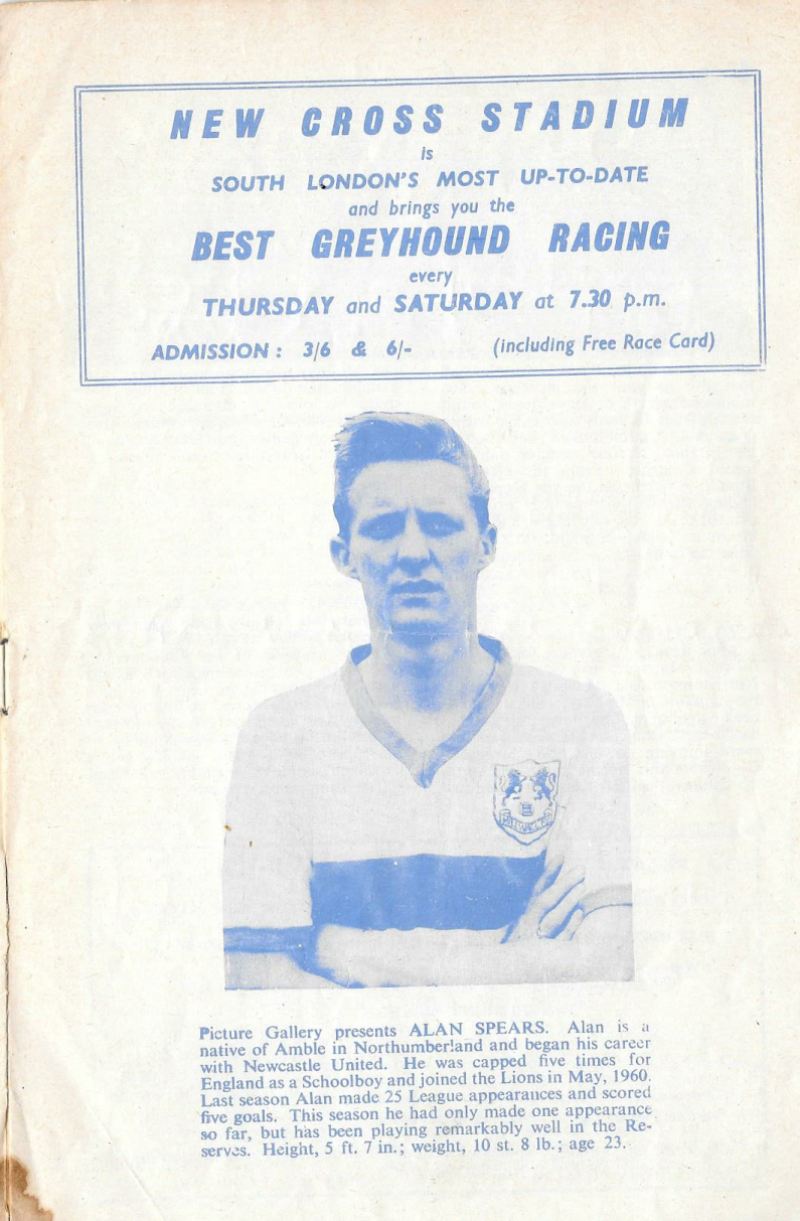 NEW CROSS STADIUM
is
SOUTH LONDON'S MOST UP-TO-DATE
and brings you the
BEST GREYHOUND RACING
every
THURSDAY and SATURDAY at 7.30 p.m.
ADMISSION : 3/6 & 6/- (including Free Race Card)
MILLWALL
Picture Gallery presents ALAN SPEARS. Alan is a
native of Amble in Northumberland and began his career
with Newcastle United. He was capped five times for
England as a Schoolboy and joined the Lions in May, 1960.
Last season Alan made 25 League appearances and scored
five goals. This season he had only made one appearance
so far, but has been playing remarkably well in the Re-
serves. Height, 5 ft. 7 in.; weight, 10 st. 8 lb.; age 23.